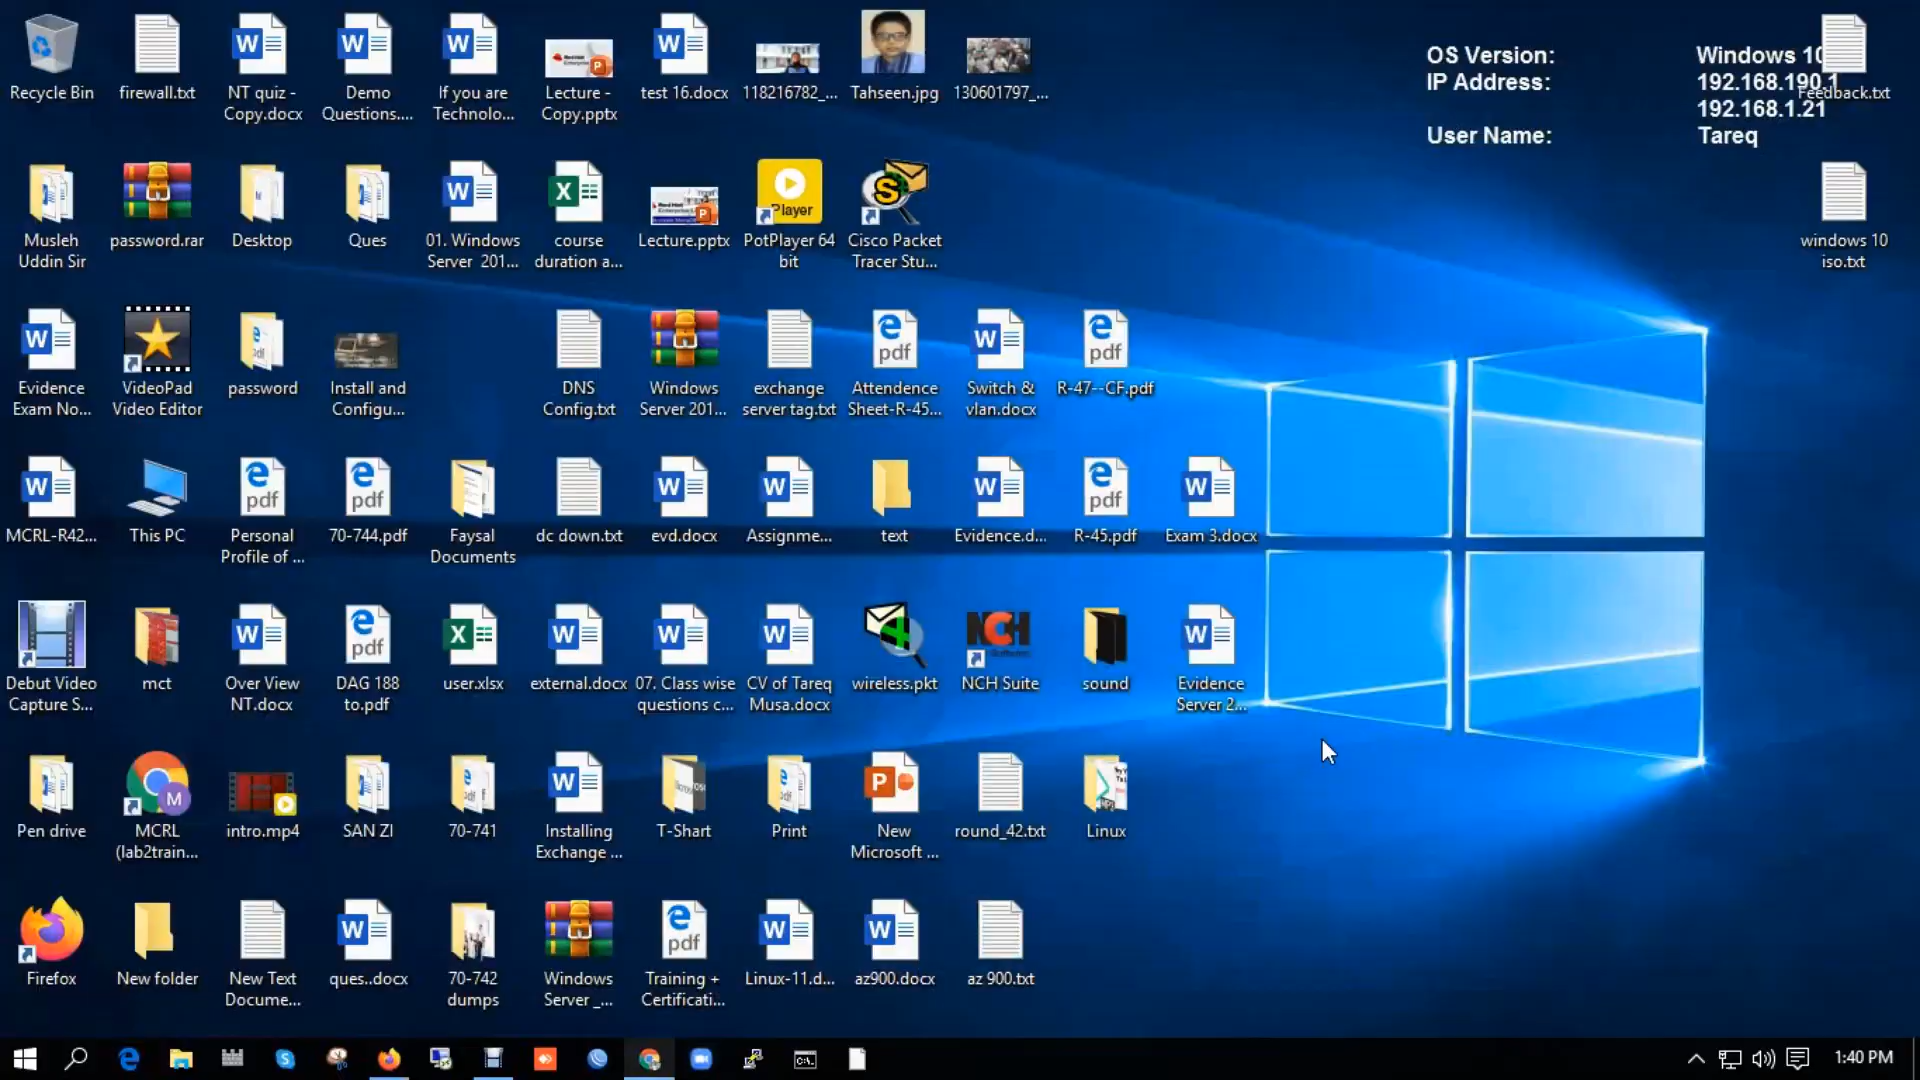 OS Version:
Windows 10
IP Address:
192.168.190.1
192.168.1.21
User Name:
Tareq
Recycle Bin
firewall.txt
NT quiz -
Copy.docx
Demo
Questions....
If you are
Technolo...
Lecture -
Copy.pptx
test 16.docx
118216782_...
Tahseen.jpg
130601797_...
Feedback.txt
Musleh
Uddin Sir
password.rar
Desktop
Ques
01. Windows
Server 201...
course
duration a...
Lecture.pptx
Player
PotPlayer 64
bit
Cisco Packet
Tracer Stu...
windows 10
iso.txt
Evidence
Exam No...
VideoPad
Video Editor
password
Install and
Configu...
DNS
Config.txt
Windows
Server 201...
exchange
server tag.txt
pdf
Attendence
Sheet-R-45...
Switch &
vlan.docx
pdf
R-47--CF.pdf
MCRL-R42...
This PC
pdf
Personal
Profile of ...
pdf
70-744.pdf
Faysal
Documents
dc down.txt
evd.docx
Assignme...
text
Evidence.d...
pdf
R-45.pdf
Exam 3.docx
Debut Video
Capture S...
mct
Over View
NT.docx
pdf
DAG 188
to.pdf
user.xlsx
external.docx
07. Class wise
questions c...
CV of Tareq
Musa.docx
wireless.pkt
NCH
NCH Suite
sound
Evidence
Server 2...
Pen drive
M
MCRL
(lab2train...
intro.mp4
SAN ZI
70-741
Installing
Exchange ...
T-Shart
Print
New
Microsoft ...
round_42.txt
Linux
Firefox
New folder
New Text
Docume...
ques..docx
70-742
dumps
Windows
Server _...
pdf
Training +
Certificati...
Linux-11.d...
az900.docx
az 900.txt
1:40 PM